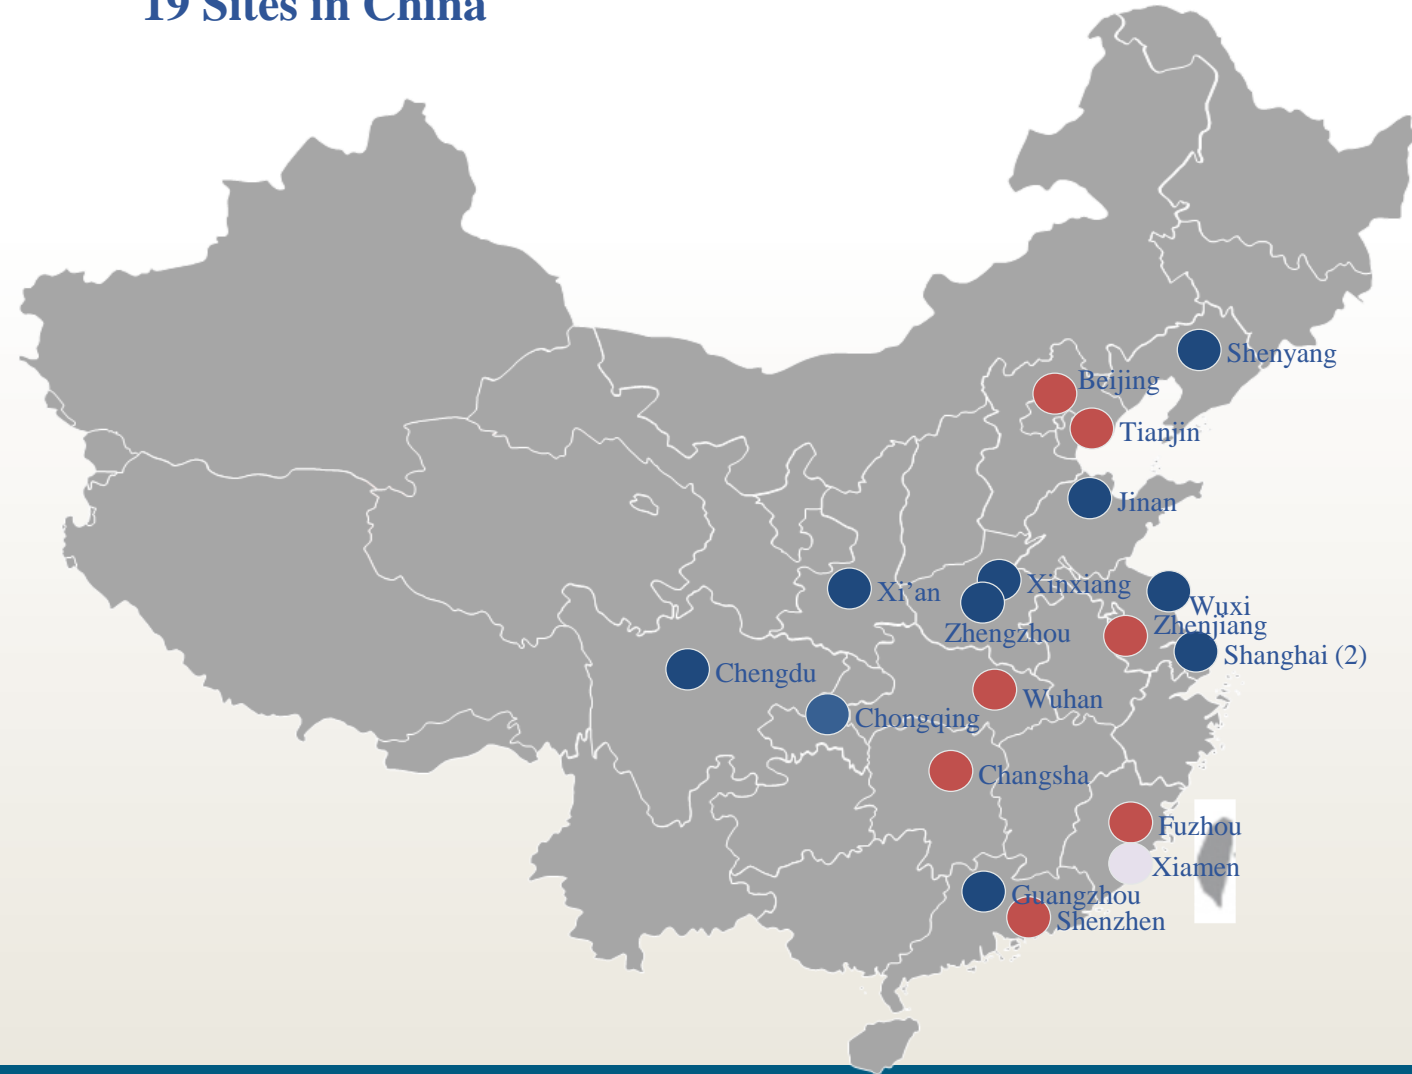 19 Sites in China
Shenyang
Beijing
Tianjin
Jinan
Xi’an
Xinxiang
Wuxi
Zhengzhou
Zhenjiang
Shanghai (2)
Chengdu
Wuhan
Chongqing
Changsha
Fuzhou
Xiamen
Guangzhou
Shenzhen